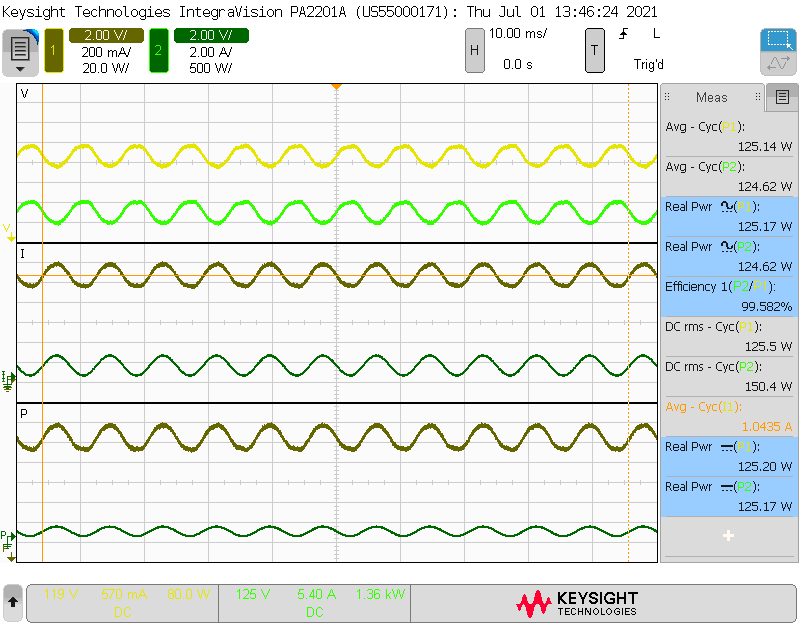 Keysight Technologies IntegraVision PA2201A (US55000171): Thu Jul 01 13:46:24 2021
1
2.00 V/
200 mA/
20.0 W/
2
2.00 V/
2.00 A/
500 W/
H
10.00 ms/
0.0 s
T
L
Trig'd
V
I
P
V
I
P
Meas
Avg - Cyc(P1):
125.14 W
Avg - Cyc(P2):
124.62 W
Real Pwr (P1):
125.17 W
Real Pwr (P2):
124.62 W
Efficiency 1(P2/P1):
99.582%
DC rms - Cyc(P1):
125.5 W
DC rms - Cyc(P2):
150.4 W
Avg - Cyc(I1):
1.0435 A
Real Pwr (P1):
125.20 W
Real Pwr (P2):
125.17 W
119 V 570 mA 60.0 W
DC
125 V 5.40 A 1.36 kW
DC
KEYSIGHT
TECHNOLOGIES